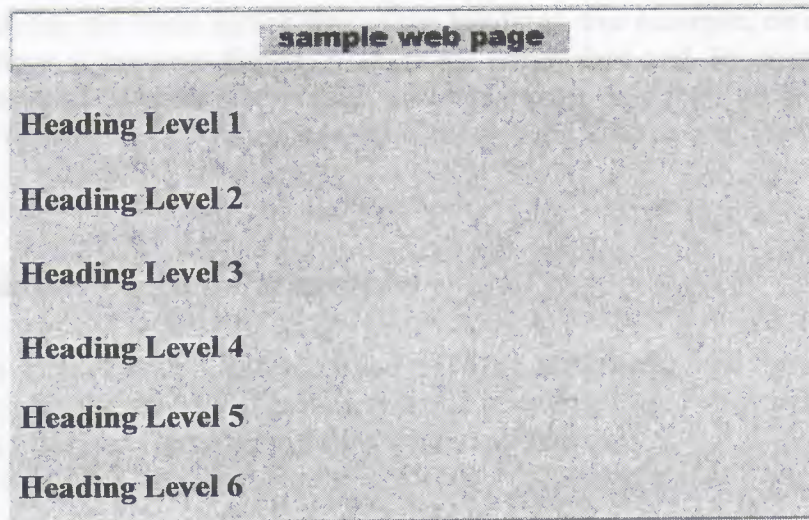 sample web page
Heading Level 1
Heading Level 2
Heading Level 3
Heading Level 4
Heading Level 5
Heading Level 6